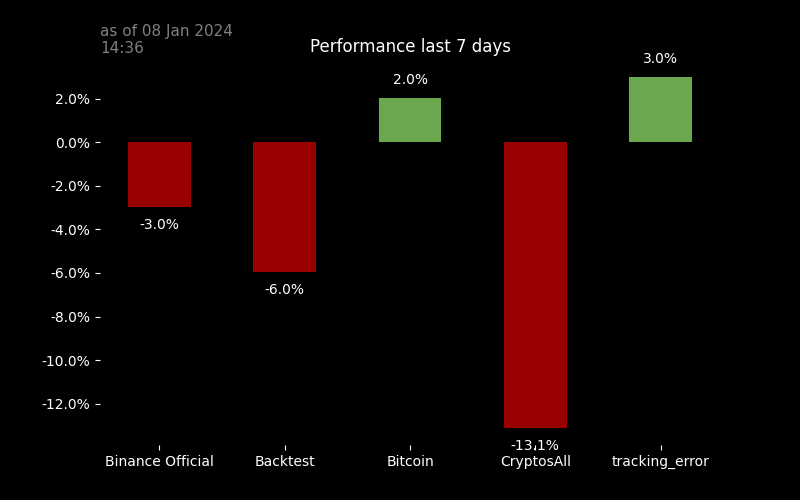 as of 08 Jan 2024
14:36
Performance last 7 days
3.0%
2.0%
2.0%
0.0%
-2.0%
-3.0%
-4.0%
-6.0%
-6.0%
-8.0%
-10.0%
-12.0%
-13.1%
Binance Official
Backtest
Bitcoin
CryptosAll
tracking_error